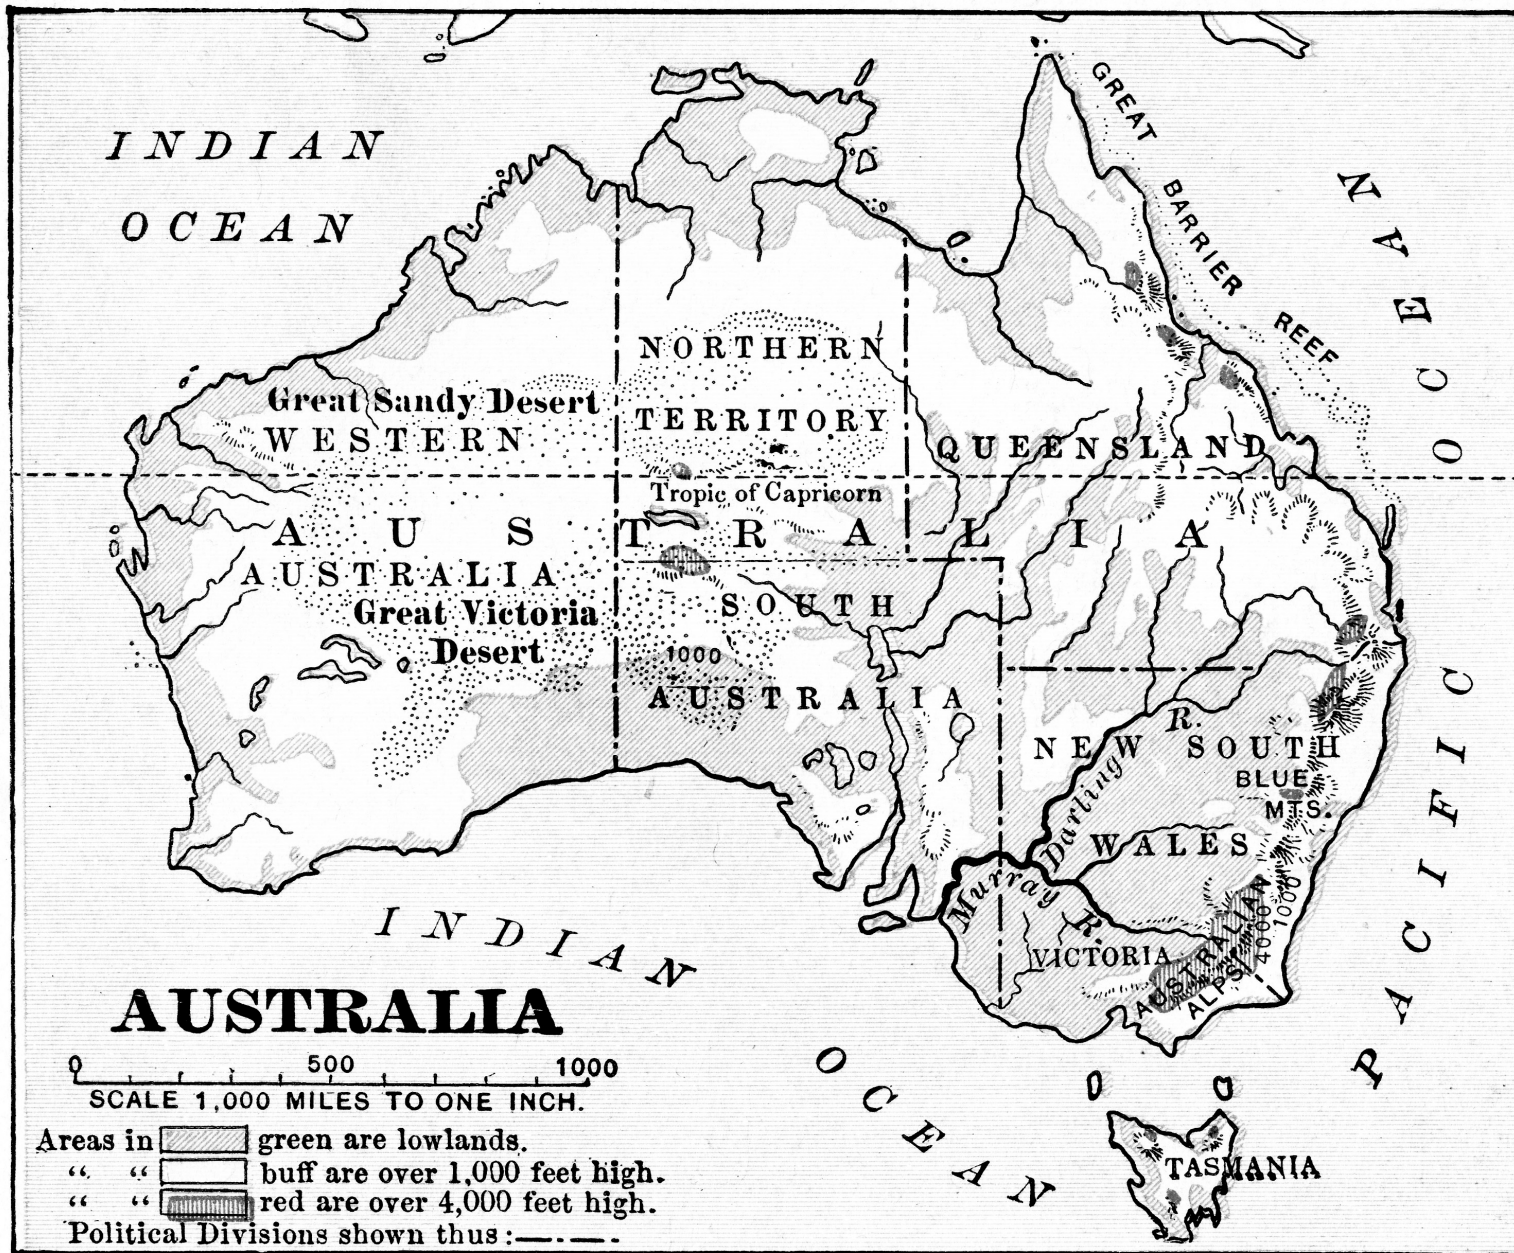 INDIAN
OCEAN
GREAT
BARRIER
REEF
PACIFIC OCEAN
NORTHERN
TERRITORY
Great Sandy Desert
WESTERN
QUEENSLAND
Tropic of Capricorn
AUSTRALIA
AUSTRALIA
Great Victoria
Desert
SOUTH
1000
AUSTRALIA
R.
NEW SOUTH
BLUE
MTS.
Darling
WALES
Murray R.
VICTORIA
AUSTRALIAN
ALPS
4000
1000
INDIAN
OCEAN
TASMANIA
AUSTRALIA
0 500 1000
SCALE 1,000 MILES TO ONE INCH.
Areas in green are lowlands.
“ “ buff are over 1,000 feet high.
“ “ red are over 4,000 feet high.
Political Divisions shown thus: